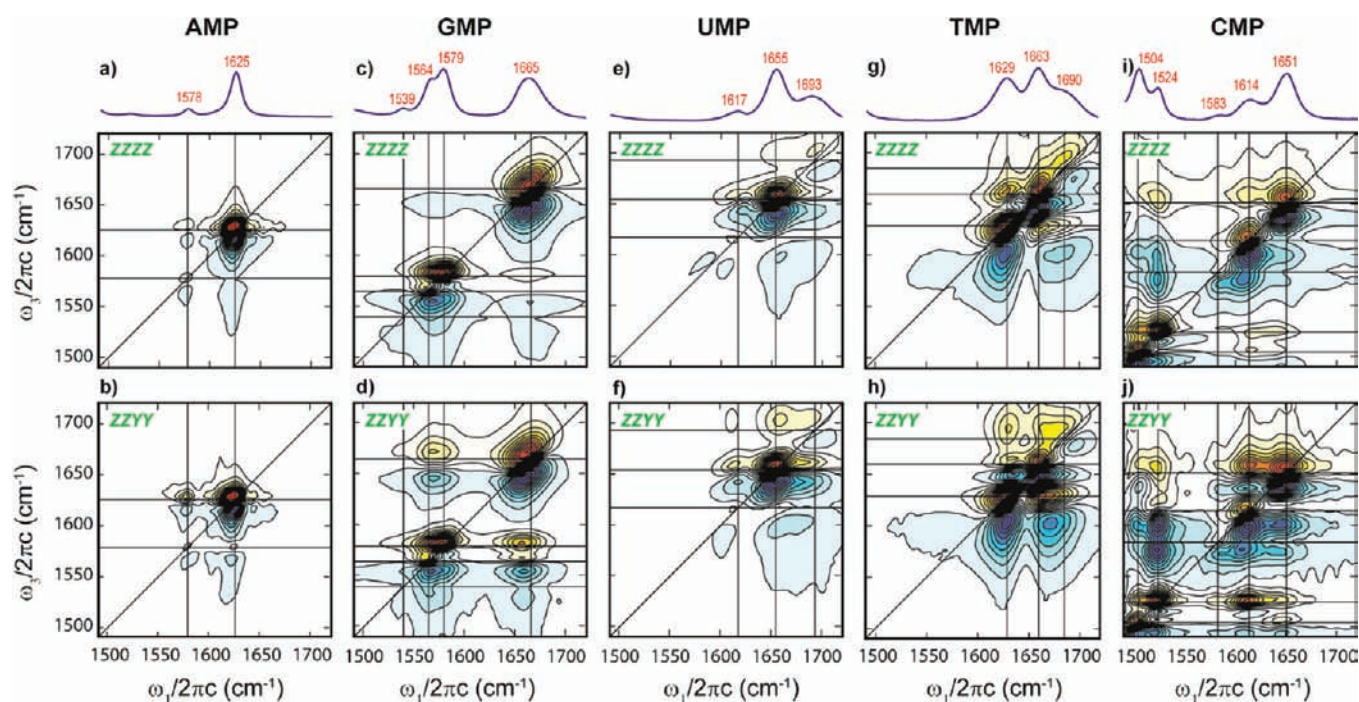 AMP GMP UMP TMP CMP
a) 1578 1625 c) 1539 1564 1579 1665 e) 1617 1655 1693 g) 1629 1663 1690 i) 1504 1524 1583 1614 1651
ZZZZ ZZZZ ZZZZ ZZZZ ZZZZ
1700
1650
1600
1550
1500
ω₃/2πc (cm⁻¹)
b) d) f) h) j)
ZZYY ZZYY ZZYY ZZYY ZZYY
1700
1650
1600
1550
1500
ω₃/2πc (cm⁻¹)
1500 1550 1600 1650 1700 1550 1600 1650 1700 1500 1550 1600 1650 1700 1500 1550 1600 1650 1700 1500 1550 1600 1650 1700
ω₁/2πc (cm⁻¹) ω₁/2πc (cm⁻¹) ω₁/2πc (cm⁻¹) ω₁/2πc (cm⁻¹) ω₁/2πc (cm⁻¹)